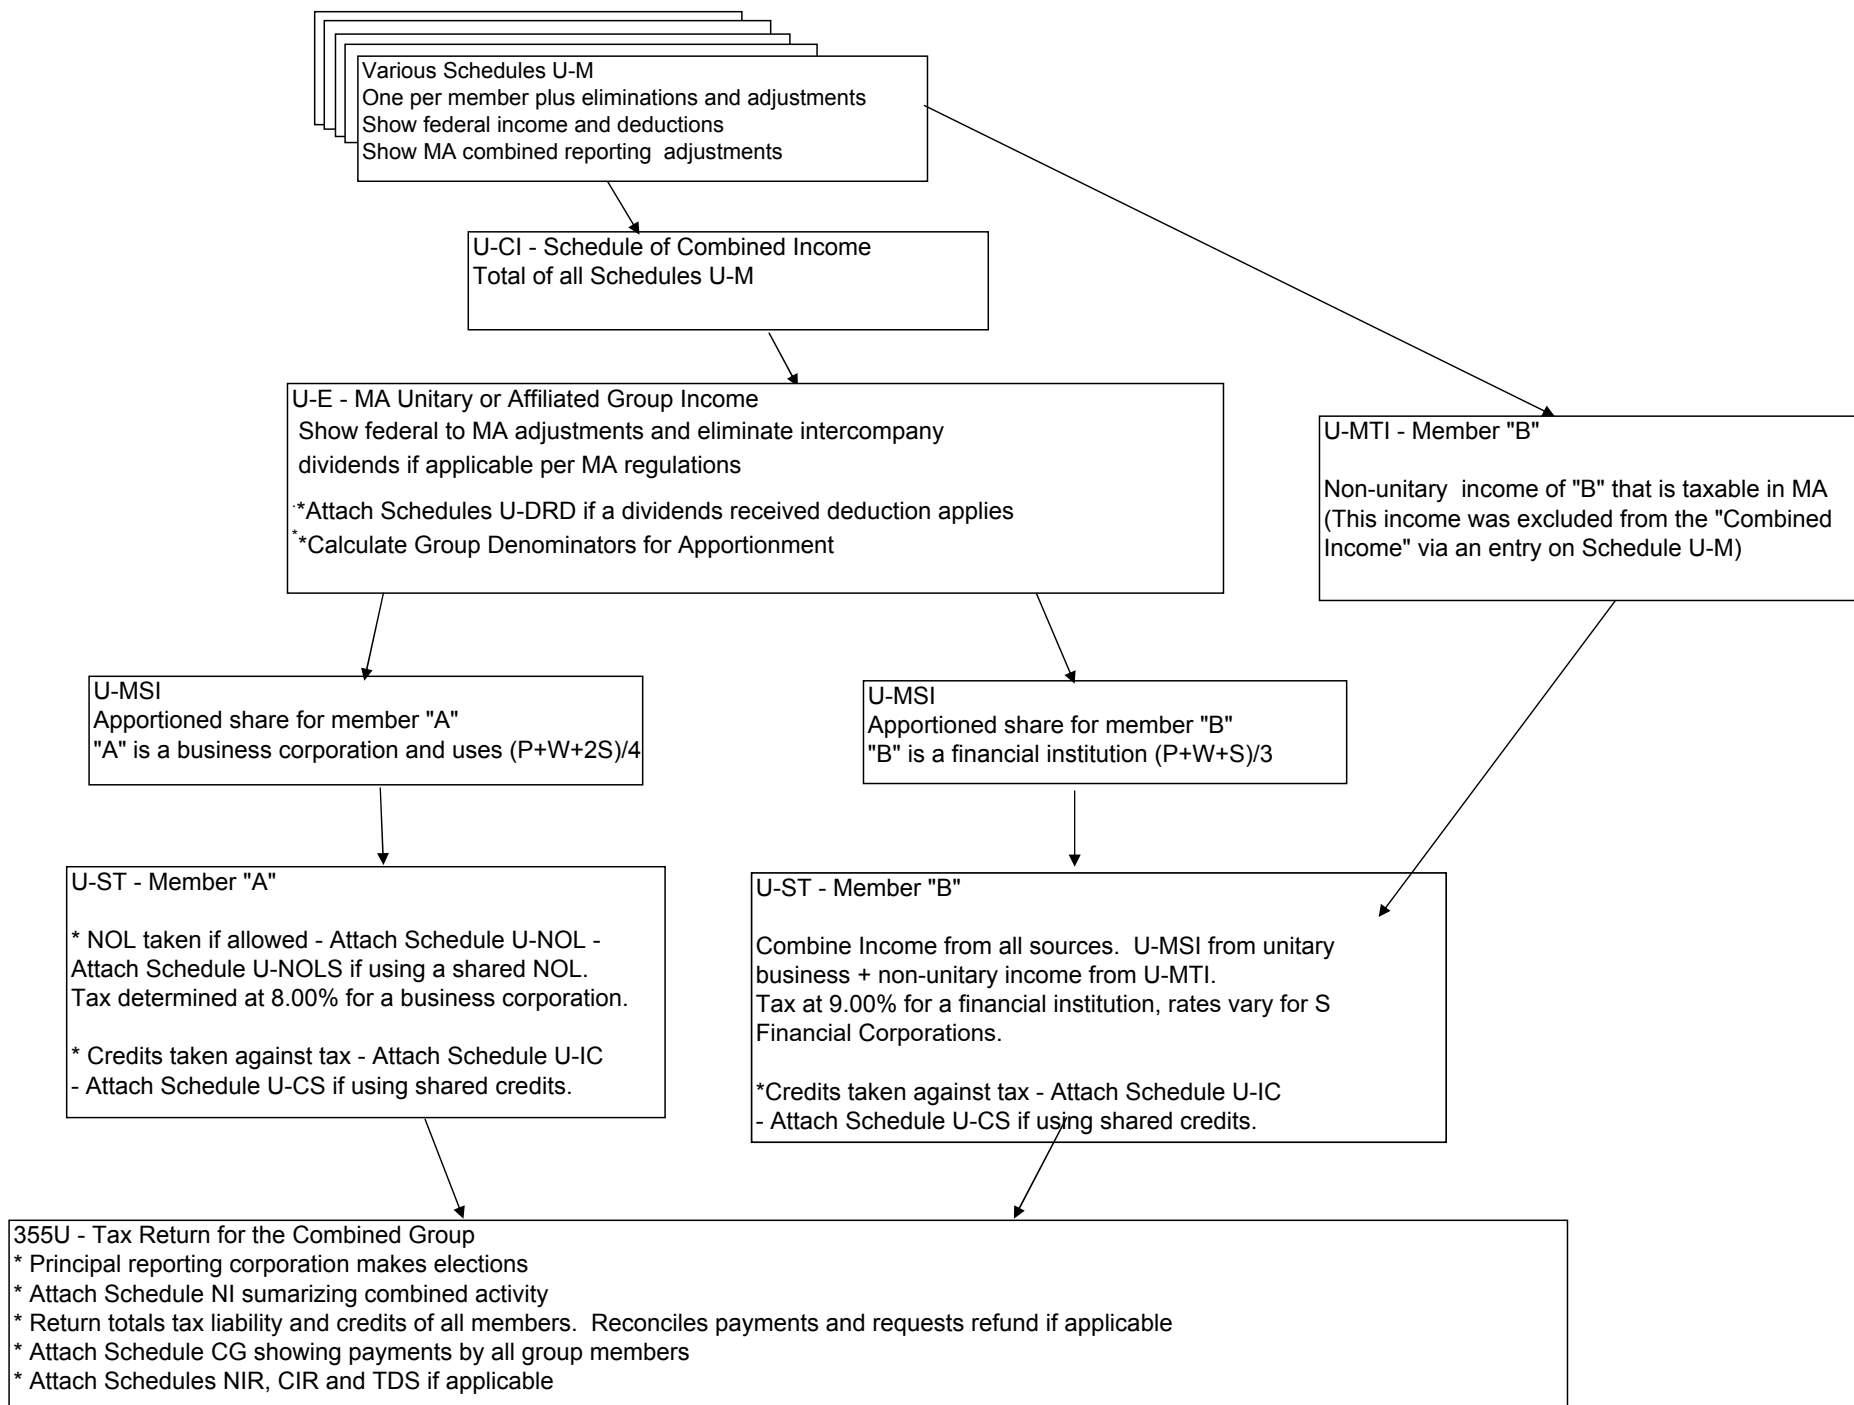 Various Schedules U-M
One per member plus eliminations and adjustments
Show federal income and deductions
Show MA combined reporting  adjustments
U-CI - Schedule of Combined Income
Total of all Schedules U-M
U-E - MA Unitary or Affiliated Group Income
Show federal to MA adjustments and eliminate intercompany
dividends if applicable per MA regulations
.*Attach Schedules U-DRD if a dividends received deduction applies
**Calculate Group Denominators for Apportionment
U-MTI - Member "B"
Non-unitary  income of "B" that is taxable in MA
(This income was excluded from the "Combined
Income" via an entry on Schedule U-M)
U-MSI
Apportioned share for member "A"
"A" is a business corporation and uses (P+W+2S)/4
U-MSI
Apportioned share for member "B"
"B" is a financial institution (P+W+S)/3
U-ST - Member "A"
* NOL taken if allowed - Attach Schedule U-NOL -
Attach Schedule U-NOLS if using a shared NOL.
Tax determined at 8.00% for a business corporation.
* Credits taken against tax - Attach Schedule U-IC
- Attach Schedule U-CS if using shared credits.
U-ST - Member "B"
Combine Income from all sources.  U-MSI from unitary
business + non-unitary income from U-MTI.
Tax at 9.00% for a financial institution, rates vary for S
Financial Corporations.
*Credits taken against tax - Attach Schedule U-IC
- Attach Schedule U-CS if using shared credits.
355U - Tax Return for the Combined Group
* Principal reporting corporation makes elections
* Attach Schedule NI sumarizing combined activity
* Return totals tax liability and credits of all members.  Reconciles payments and requests refund if applicable
* Attach Schedule CG showing payments by all group members
* Attach Schedules NIR, CIR and TDS if applicable